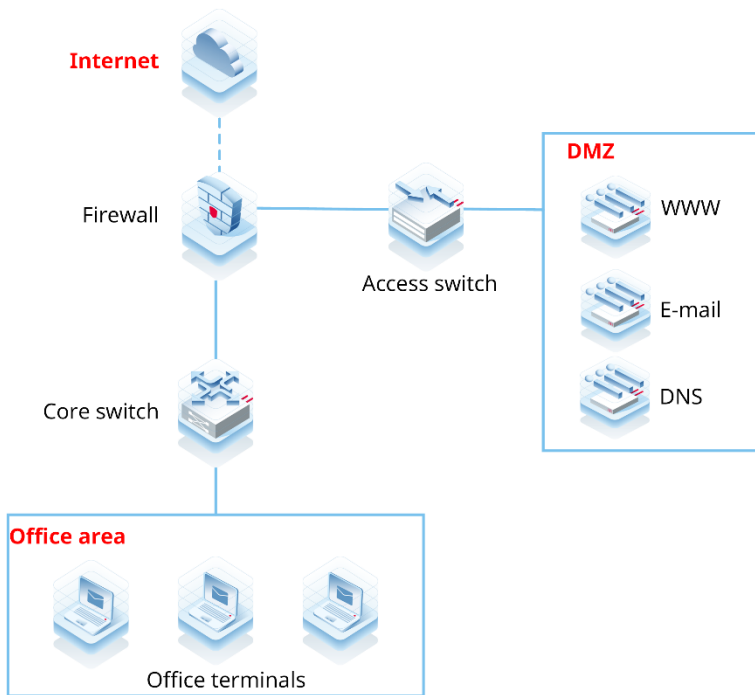 Internet
DMZ
WWW
Firewall
Access switch
E-mail
DNS
Core switch
Office area
Office terminals